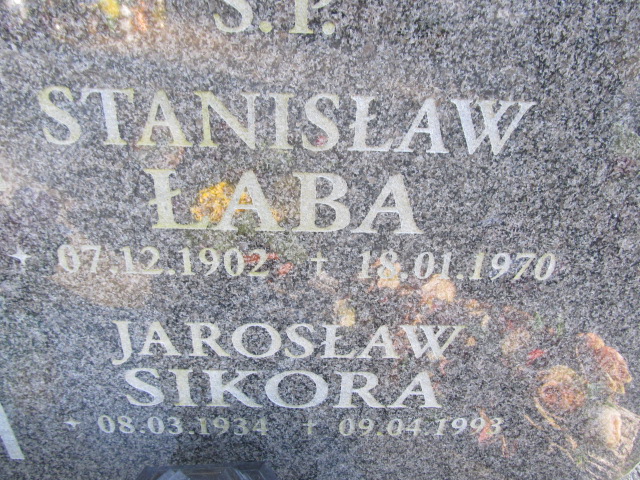 Ś.P.
STANISŁAW
ŁABA
07.12.1902 † 18.01.1970
JAROSŁAW
SIKORA
08.03.1934 † 09.04.1993